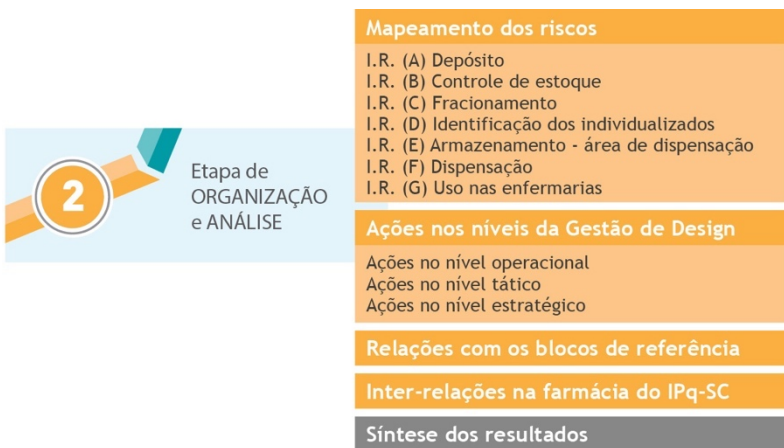 2
Etapa de
ORGANIZAÇÃO
e ANÁLISE
Mapeamento dos riscos
I.R. (A) Depósito
I.R. (B) Controle de estoque
I.R. (C) Fracionamento
I.R. (D) Identificação dos individualizados
I.R. (E) Armazenamento - área de dispensação
I.R. (F) Dispensação
I.R. (G) Uso nas enfermarias
Ações nos níveis da Gestão de Design
Ações no nível operacional
Ações no nível tático
Ações no nível estratégico
Relações com os blocos de referência
Inter-relações na farmácia do IPq-SC
Síntese dos resultados